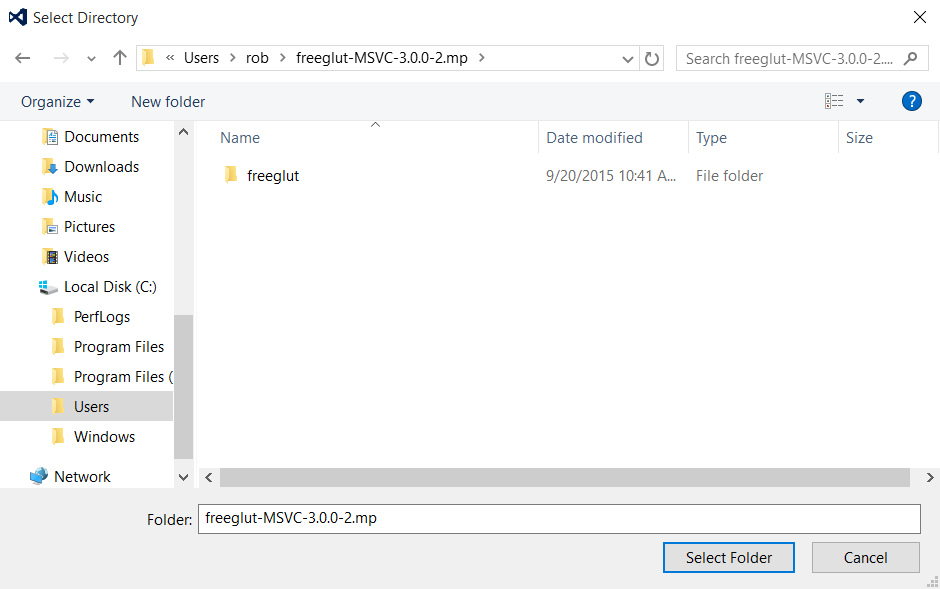 Select Directory
« Users > rob > freeglut-MSVC-3.0.0-2.mp >
Search freeglut-MSVC-3.0.0-2....
Organize
New folder
?
Name
Date modified
Type
Size
freeglut
9/20/2015 10:41 A...
File folder
Documents
Downloads
Music
Pictures
Videos
Local Disk (C:)
PerfLogs
Program Files
Program Files (
Users
Windows
Network
Folder:
freeglut-MSVC-3.0.0-2.mp
Select Folder
Cancel